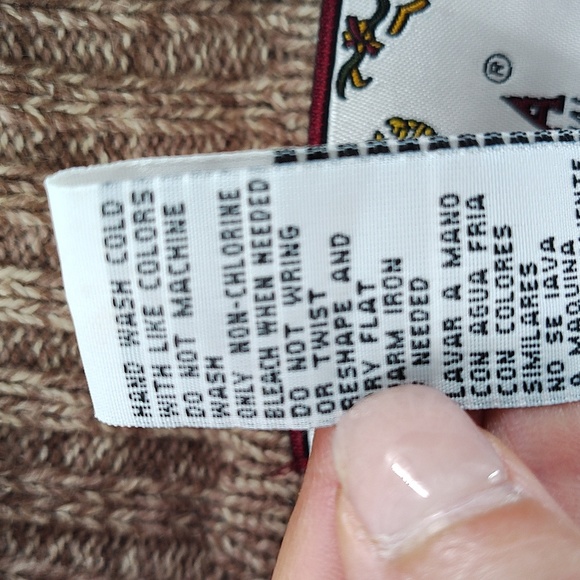 HAND WASH COLD
WITH LIKE COLORS
DO NOT MACHINE
WASH
ONLY NON-CHLORINE
BLEACH WHEN NEEDED
DO NOT WRING
OR TWIST
RESHAPE AND
DRY FLAT
WARM IRON
NEEDED
LAVAR A MANO
CON AGUA FRIA
CON COLORES
SIMILARES
NO SE lAVA
A MAQUINA
®